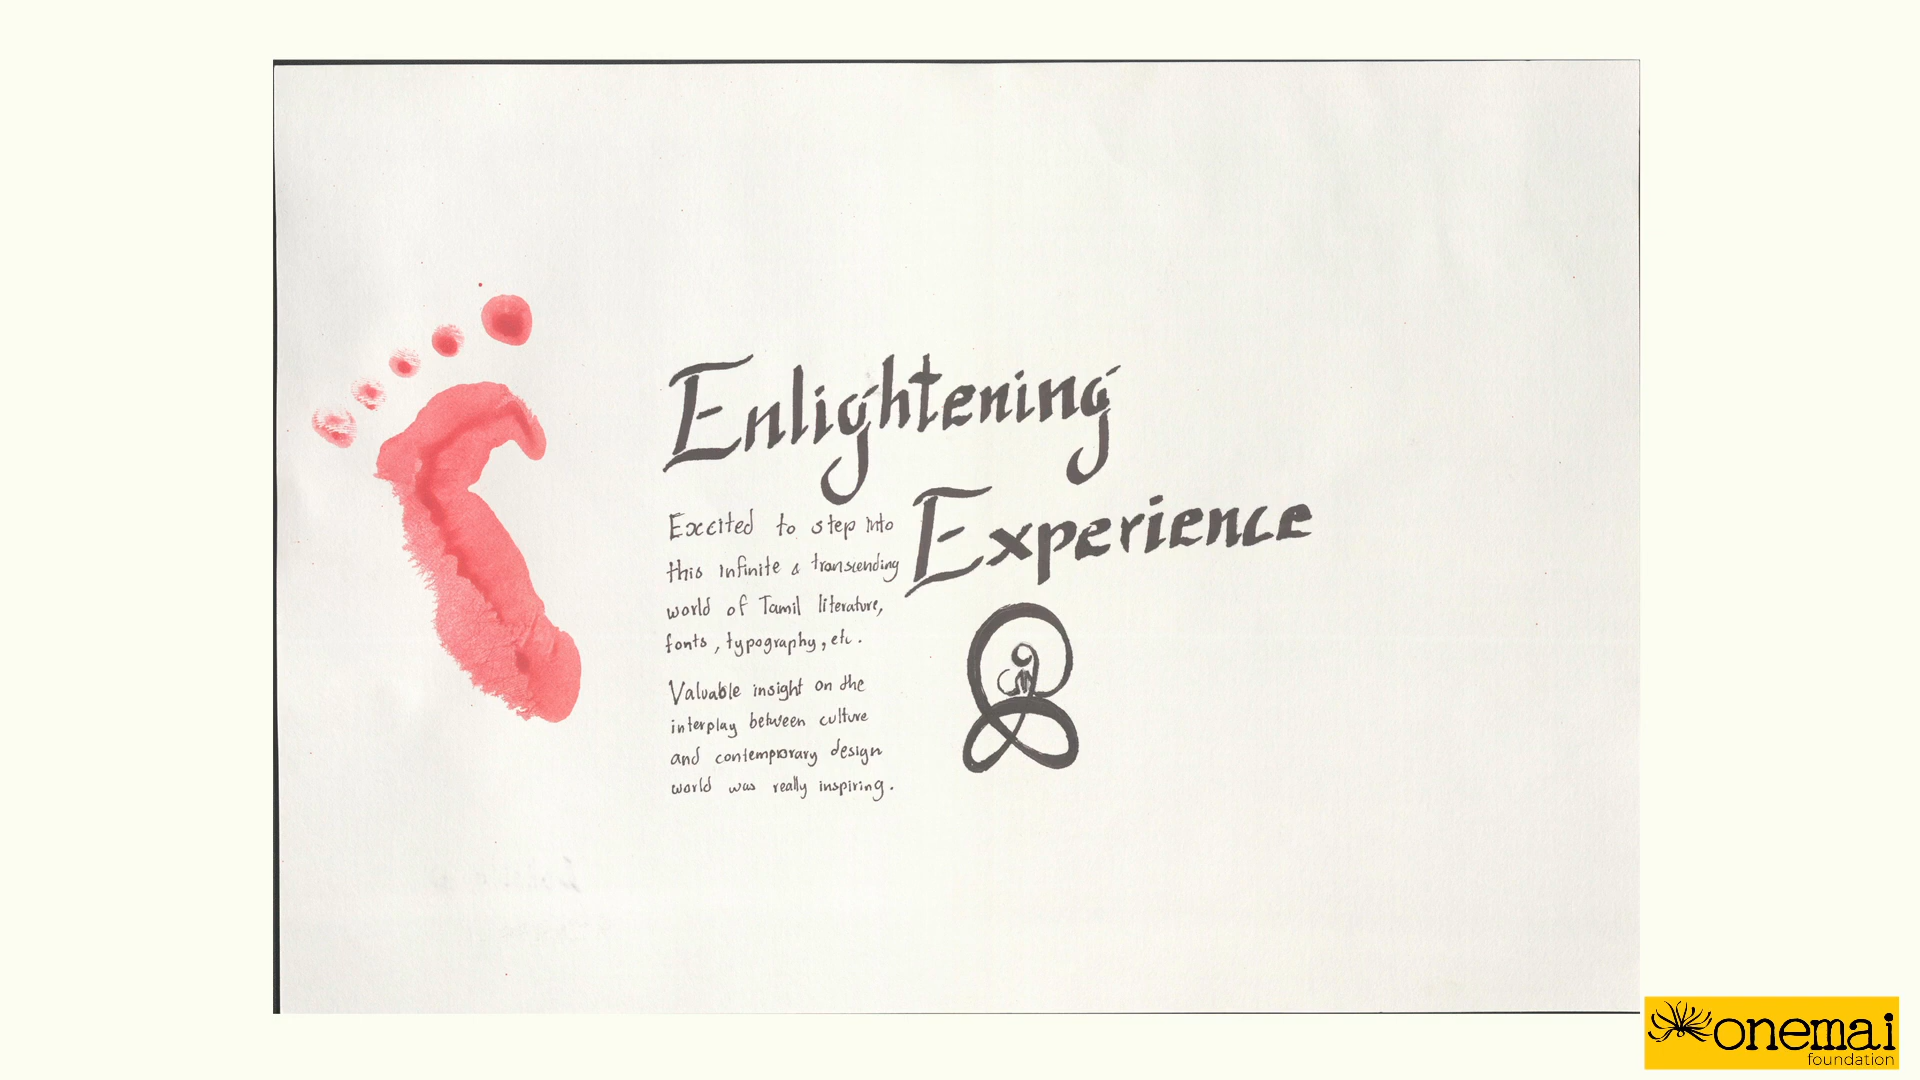 Enlightening
Experience
Excited to step into
this infinite & transcending
world of Tamil literature,
fonts, typography, etc.
Valuable insight on the
interplay between culture
and contemporary design
world was really inspiring.
onemai
foundation